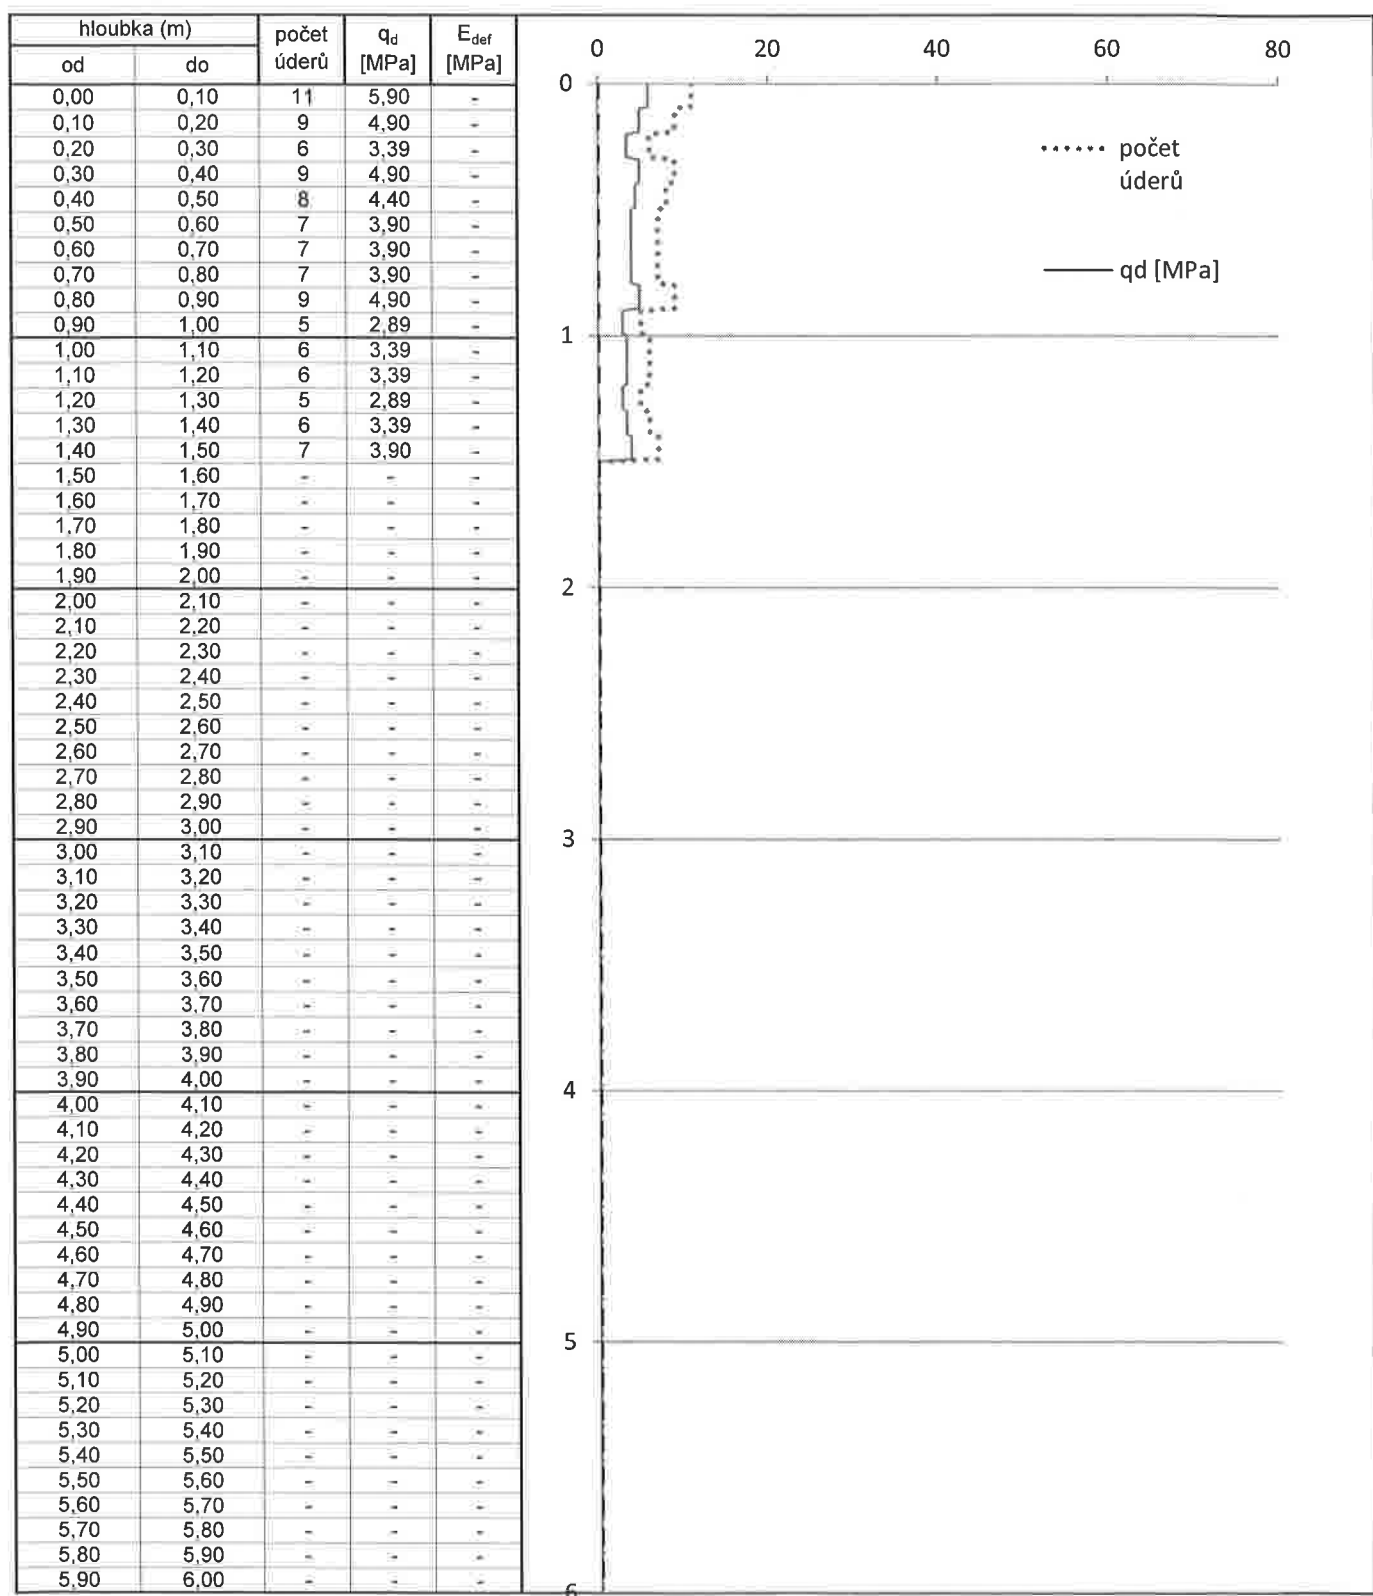 hloubka (m) počet úderů qd [MPa] Edef [MPa]
od do
0,00 0,10 11 5,90 -
0,10 0,20 9 4,90 -
0,20 0,30 6 3,39 -
0,30 0,40 9 4,90 -
0,40 0,50 8 4,40 -
0,50 0,60 7 3,90 -
0,60 0,70 7 3,90 -
0,70 0,80 7 3,90 -
0,80 0,90 9 4,90 -
0,90 1,00 5 2,89 -
1,00 1,10 6 3,39 -
1,10 1,20 6 3,39 -
1,20 1,30 5 2,89 -
1,30 1,40 6 3,39 -
1,40 1,50 7 3,90 -
1,50 1,60 - - -
1,60 1,70 - - -
1,70 1,80 - - -
1,80 1,90 - - -
1,90 2,00 - - -
2,00 2,10 - - -
2,10 2,20 - - -
2,20 2,30 - - -
2,30 2,40 - - -
2,40 2,50 - - -
2,50 2,60 - - -
2,60 2,70 - - -
2,70 2,80 - - -
2,80 2,90 - - -
2,90 3,00 - - -
3,00 3,10 - - -
3,10 3,20 - - -
3,20 3,30 - - -
3,30 3,40 - - -
3,40 3,50 - - -
3,50 3,60 - - -
3,60 3,70 - - -
3,70 3,80 - - -
3,80 3,90 - - -
3,90 4,00 - - -
4,00 4,10 - - -
4,10 4,20 - - -
4,20 4,30 - - -
4,30 4,40 - - -
4,40 4,50 - - -
4,50 4,60 - - -
4,60 4,70 - - -
4,70 4,80 - - -
4,80 4,90 - - -
4,90 5,00 - - -
5,00 5,10 - - -
5,10 5,20 - - -
5,20 5,30 - - -
5,30 5,40 - - -
5,40 5,50 - - -
5,50 5,60 - - -
5,60 5,70 - - -
5,70 5,80 - - -
5,80 5,90 - - -
5,90 6,00 - - -
0 20 40 60 80
0
počet
úderů
qd [MPa]
1
2
3
4
5
6